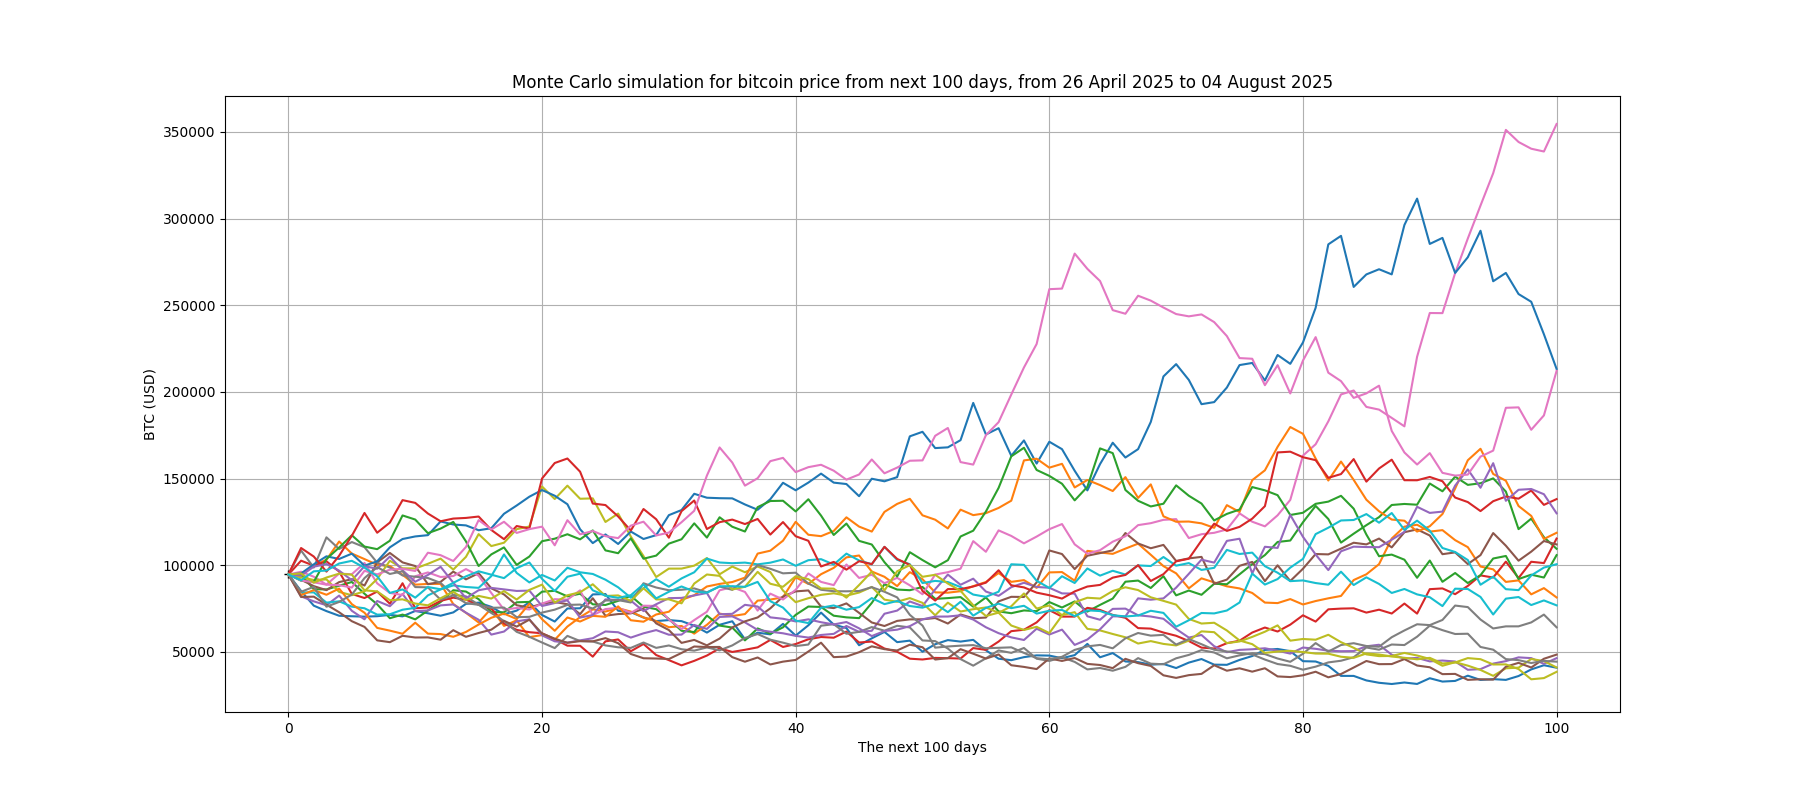 Monte Carlo simulation for bitcoin price from next 100 days, from 26 April 2025 to 04 August 2025
350000
300000
250000
200000
150000
100000
50000
BTC (USD)
0 20 40 60 80 100
The next 100 days